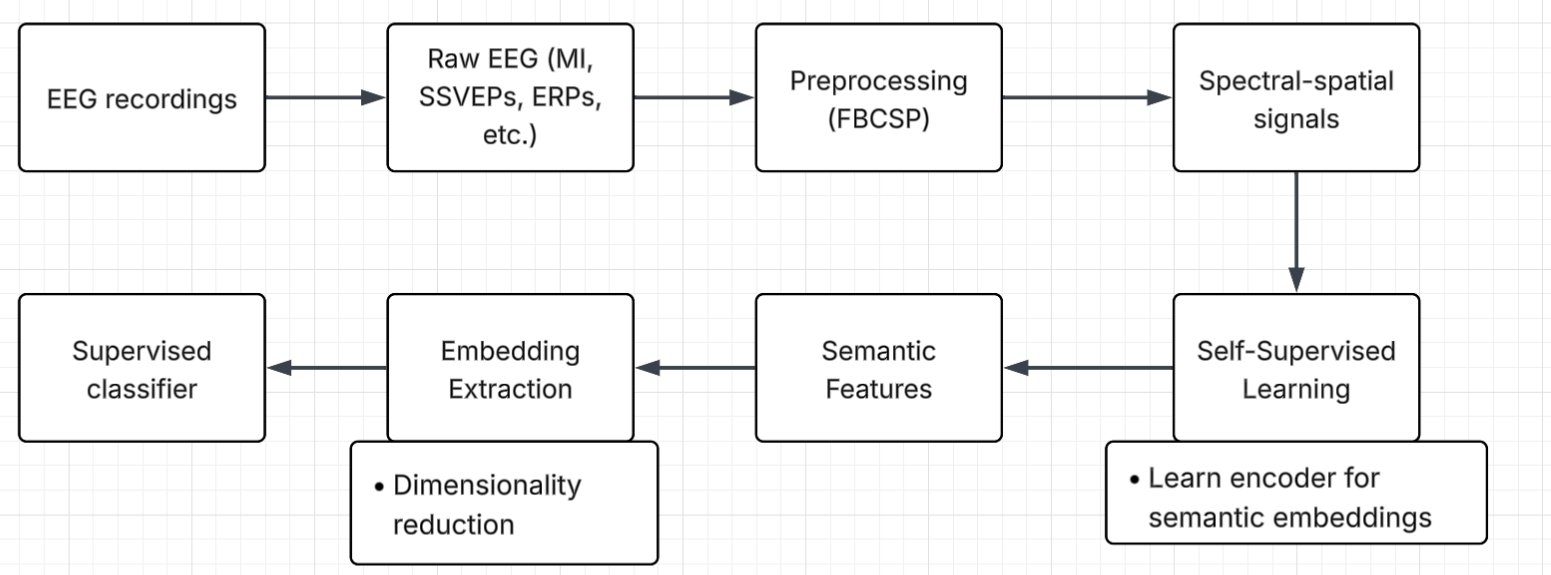 EEG recordings
Raw EEG (MI,
SSVEPs, ERPs,
etc.)
Preprocessing
(FBCSP)
Spectral-spatial
signals
Supervised
classifier
Embedding
Extraction
Semantic
Features
Self-Supervised
Learning
• Dimensionality
reduction
• Learn encoder for
semantic embeddings